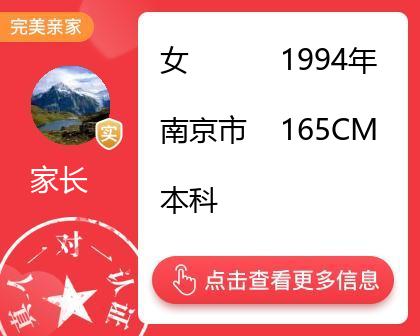 完美亲家
女 1994年
南京市 165CM
实
家长
本科
一对一
真人认证
点击查看更多信息